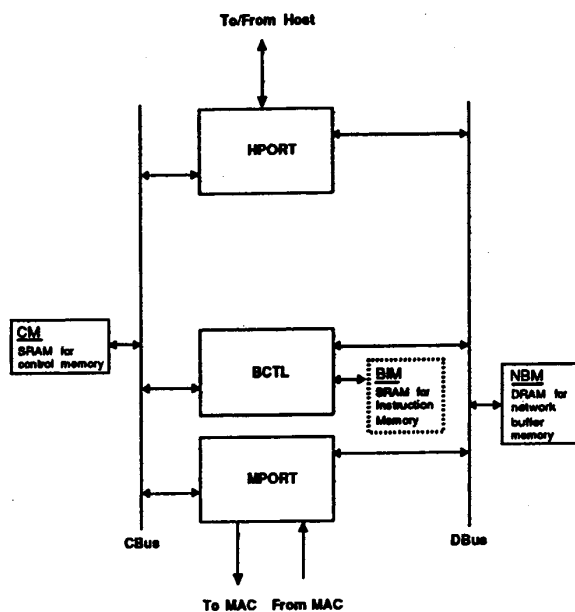 To/From Host
HPORT
CM
SRAM for
control memory
BCTL
BIM
SRAM for
Instruction
Memory
NBM
DRAM for
network
buffer
memory
MPORT
CBus
DBus
To MAC From MAC